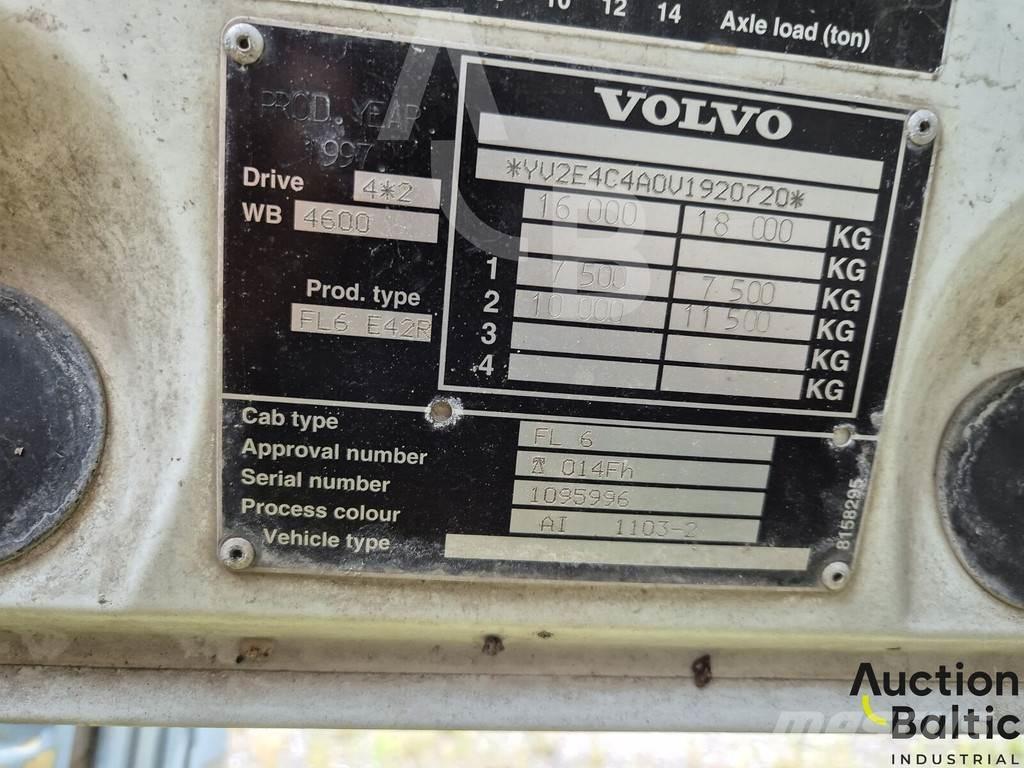 10 12 14 Axle load (ton)
PROD. YEAR
1997
Drive 4*2
WB 4600
Prod. type
FL6 E42R
VOLVO
*YV2E4C4A0V1920720*
16 000 18 000 KG
KG
1 7 500 7 500 KG
2 10 000 11 500 KG
3 KG
4 KG
Cab type FL 6
Approval number 014Fh
Serial number 1095996
Process colour AI 1103-2
Vehicle type
8158295
AB
Auction
Baltic
INDUSTRIAL